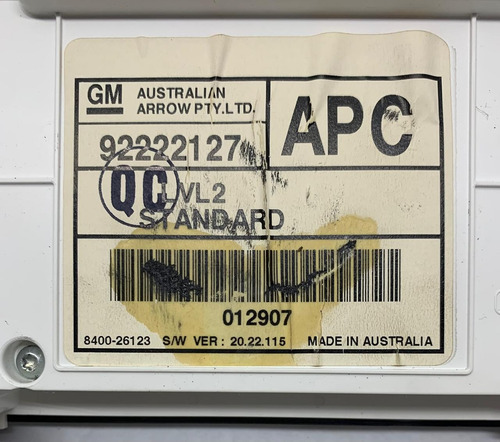 GM AUSTRALIAN
ARROW PTY.LTD.
APC
92222127
QC LVL2
STANDARD
012907
8400-26123 S/W VER : 20.22.115 MADE IN AUSTRALIA